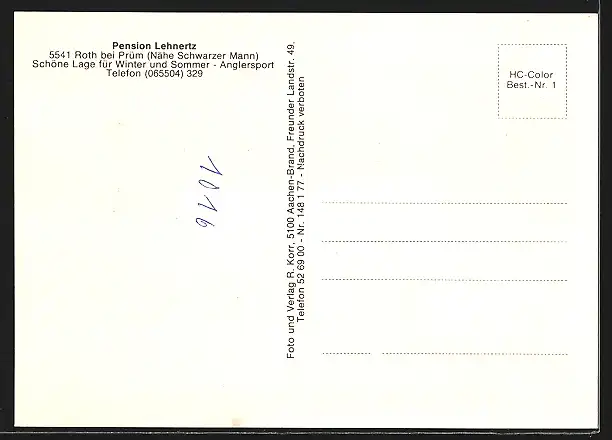 Pension Lehnertz
5541 Roth bei Prüm (Nähe Schwarzer Mann)
Schöne Lage für Winter und Sommer - Anglersport
Telefon (065504) 329
1016
Foto und Verlag R. Korr, 5100 Aachen-Brand, Freunder Landstr. 49,
Telefon 52 69 00 - Nr. 148 1 77 - Nachdruck verboten
HC-Color
Best.-Nr. 1